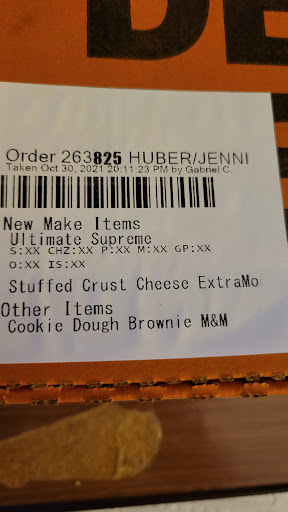 DE
Order 263825 HUBER/JENNI
Taken Oct 30, 2021 20:11:23 PM by Gabriel C.
New Make Items
Ultimate Supreme
S:XX CHZ:XX P:XX M:XX GP:XX
O:XX IS:XX
Stuffed Crust Cheese ExtraMo
Other Items
Cookie Dough Brownie M&M